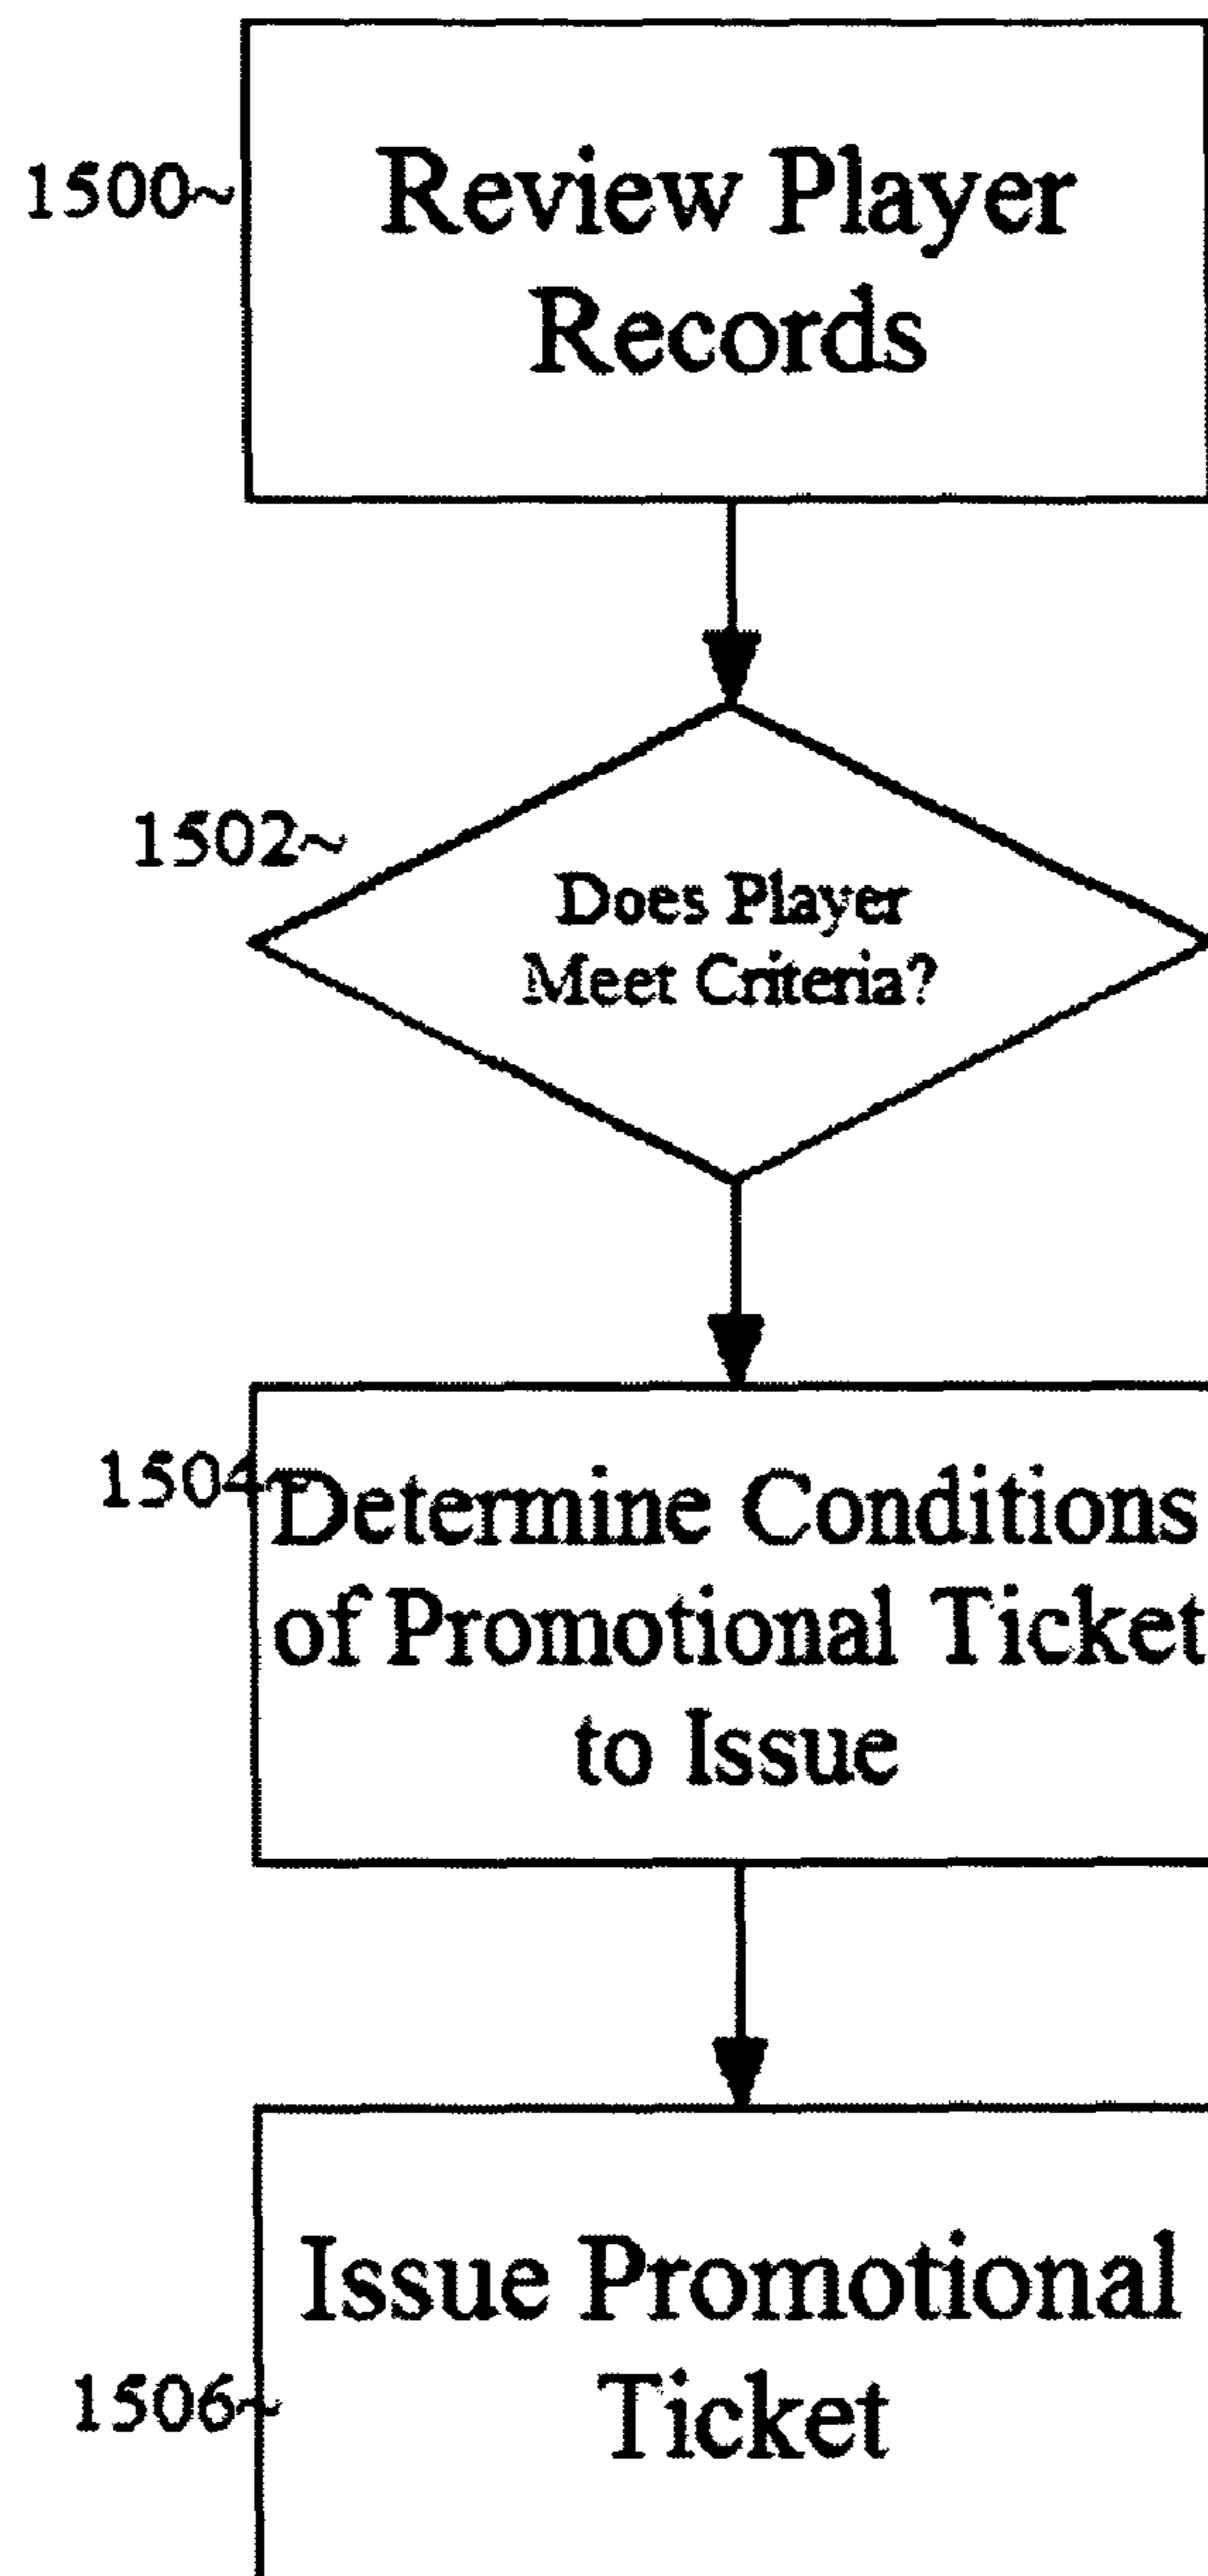 1500~
Review Player
Records
1502~
Does Player
Meet Criteria?
1504~
Determine Conditions
of Promotional Ticket
to Issue
Issue Promotional
Ticket
1506~